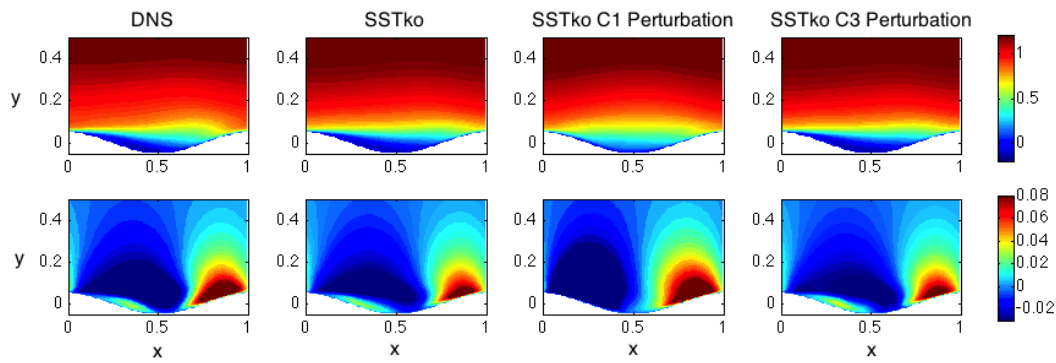 DNS SSTko SSTko C1 Perturbation SSTko C3 Perturbation
y 0.4 0.2 0 0 0.5 1
0.4 0.2 0 0 0.5 1
0.4 0.2 0 0 0.5 1
0.4 0.2 0 0 0.5 1
1 0.5 0
y 0.4 0.2 0 0 0.5 1 x
0.4 0.2 0 0 0.5 1 x
0.4 0.2 0 0 0.5 1 x
0.4 0.2 0 0 0.5 1 x
0.08 0.06 0.04 0.02 0 -0.02